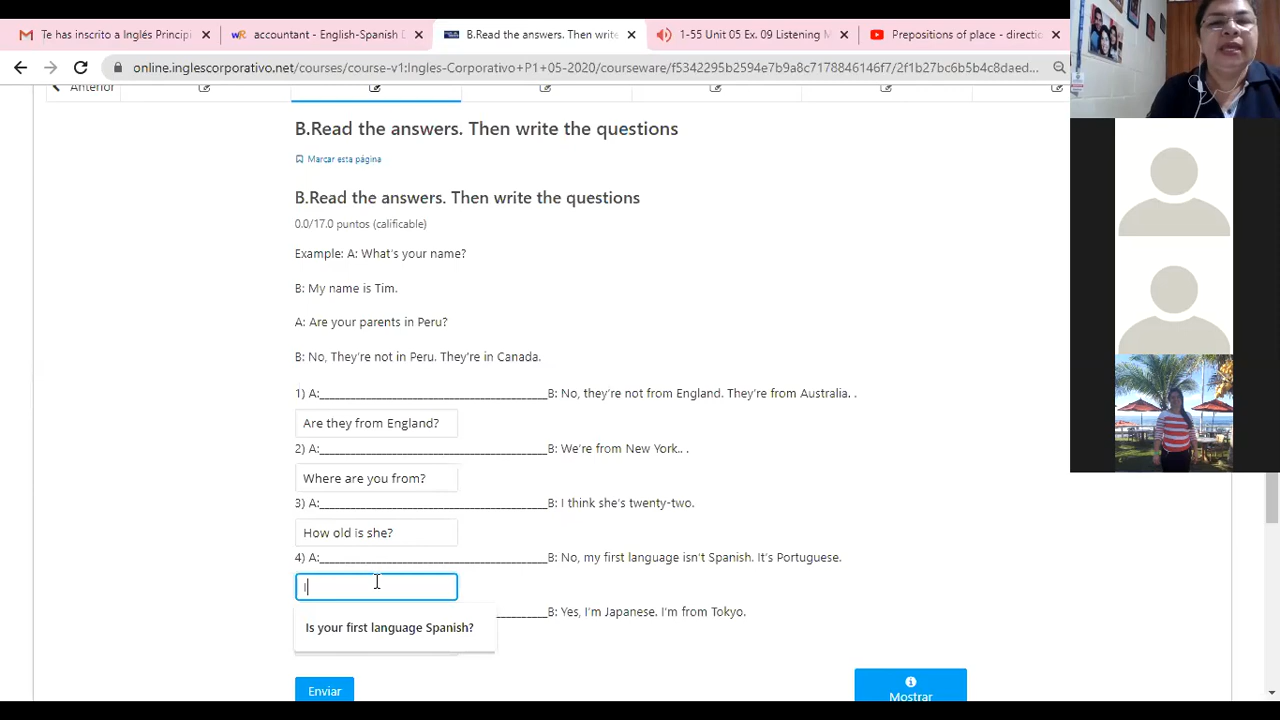 Te has inscrito a Inglés Principi
accountant - English-Spanish D
B.Read the answers. Then write
1-55 Unit 05 Ex. 09 Listening M
Prepositions of place - directio
online.inglescorporativo.net/courses/course-v1:Ingles-Corporativo+P1+05-2020/courseware/f5342295b2594e7b9a8c7178846146f7/2f1b27bc6b5b4c8daed...
Anterior
B.Read the answers. Then write the questions
Marcar esta página
B.Read the answers. Then write the questions
0.0/17.0 puntos (calificable)
Example: A: What's your name?
B: My name is Tim.
A: Are your parents in Peru?
B: No, They're not in Peru. They're in Canada.
1) A:________________________________________B: No, they're not from England. They're from Australia. .
Are they from England?
2) A:________________________________________B: We're from New York.. .
Where are you from?
3) A:________________________________________B: I think she's twenty-two.
How old is she?
4) A:________________________________________B: No, my first language isn't Spanish. It's Portuguese.
I
B: Yes, I'm Japanese. I'm from Tokyo.
Is your first language Spanish?
Enviar
Mostrar